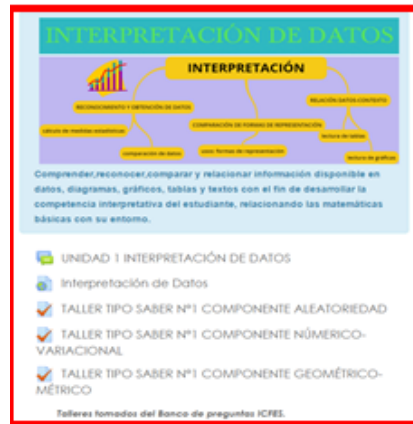 INTERPRETACIÓN DE DATOS
INTERPRETACIÓN
RECONOCIMIENTO Y OBTENCIÓN DE DATOS
RELACIÓN DATOS-CONTEXTO
COMPARACIÓN DE FORMAS DE REPRESENTACIÓN
cálculo de medidas estadísticas
lectura de tablas
comparación de datos
usos formas de representación
lectura de gráficas
Comprender,reconocer,comparar y relacionar información disponible en
datos, diagramas, gráficos, tablas y textos con el fin de desarrollar la
competencia interpretativa del estudiante, relacionando las matemáticas
básicas con su entorno.
UNIDAD 1 INTERPRETACIÓN DE DATOS
Interpretación de Datos
TALLER TIPO SABER Nº1 COMPONENTE ALEATORIEDAD
TALLER TIPO SABER Nº1 COMPONENTE NÚMERICO-
VARIACIONAL
TALLER TIPO SABER Nº1 COMPONENTE GEOMÉTRICO-
MÉTRICO
Talleres tomados del Banco de preguntas ICFES.